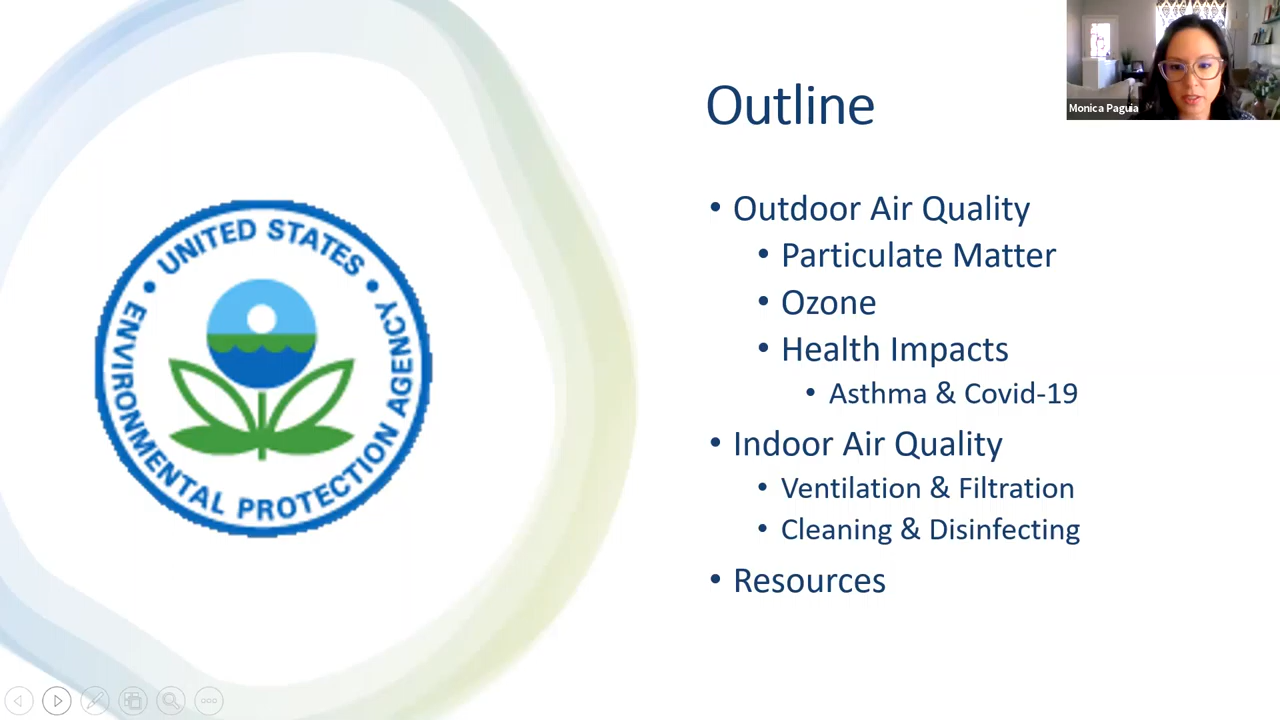 Outline
Monica Paguia
• Outdoor Air Quality
• Particulate Matter
• Ozone
• Health Impacts
• Asthma & Covid-19
• Indoor Air Quality
• Ventilation & Filtration
• Cleaning & Disinfecting
• Resources
• UNITED STATES •
ENVIRONMENTAL PROTECTION AGENCY